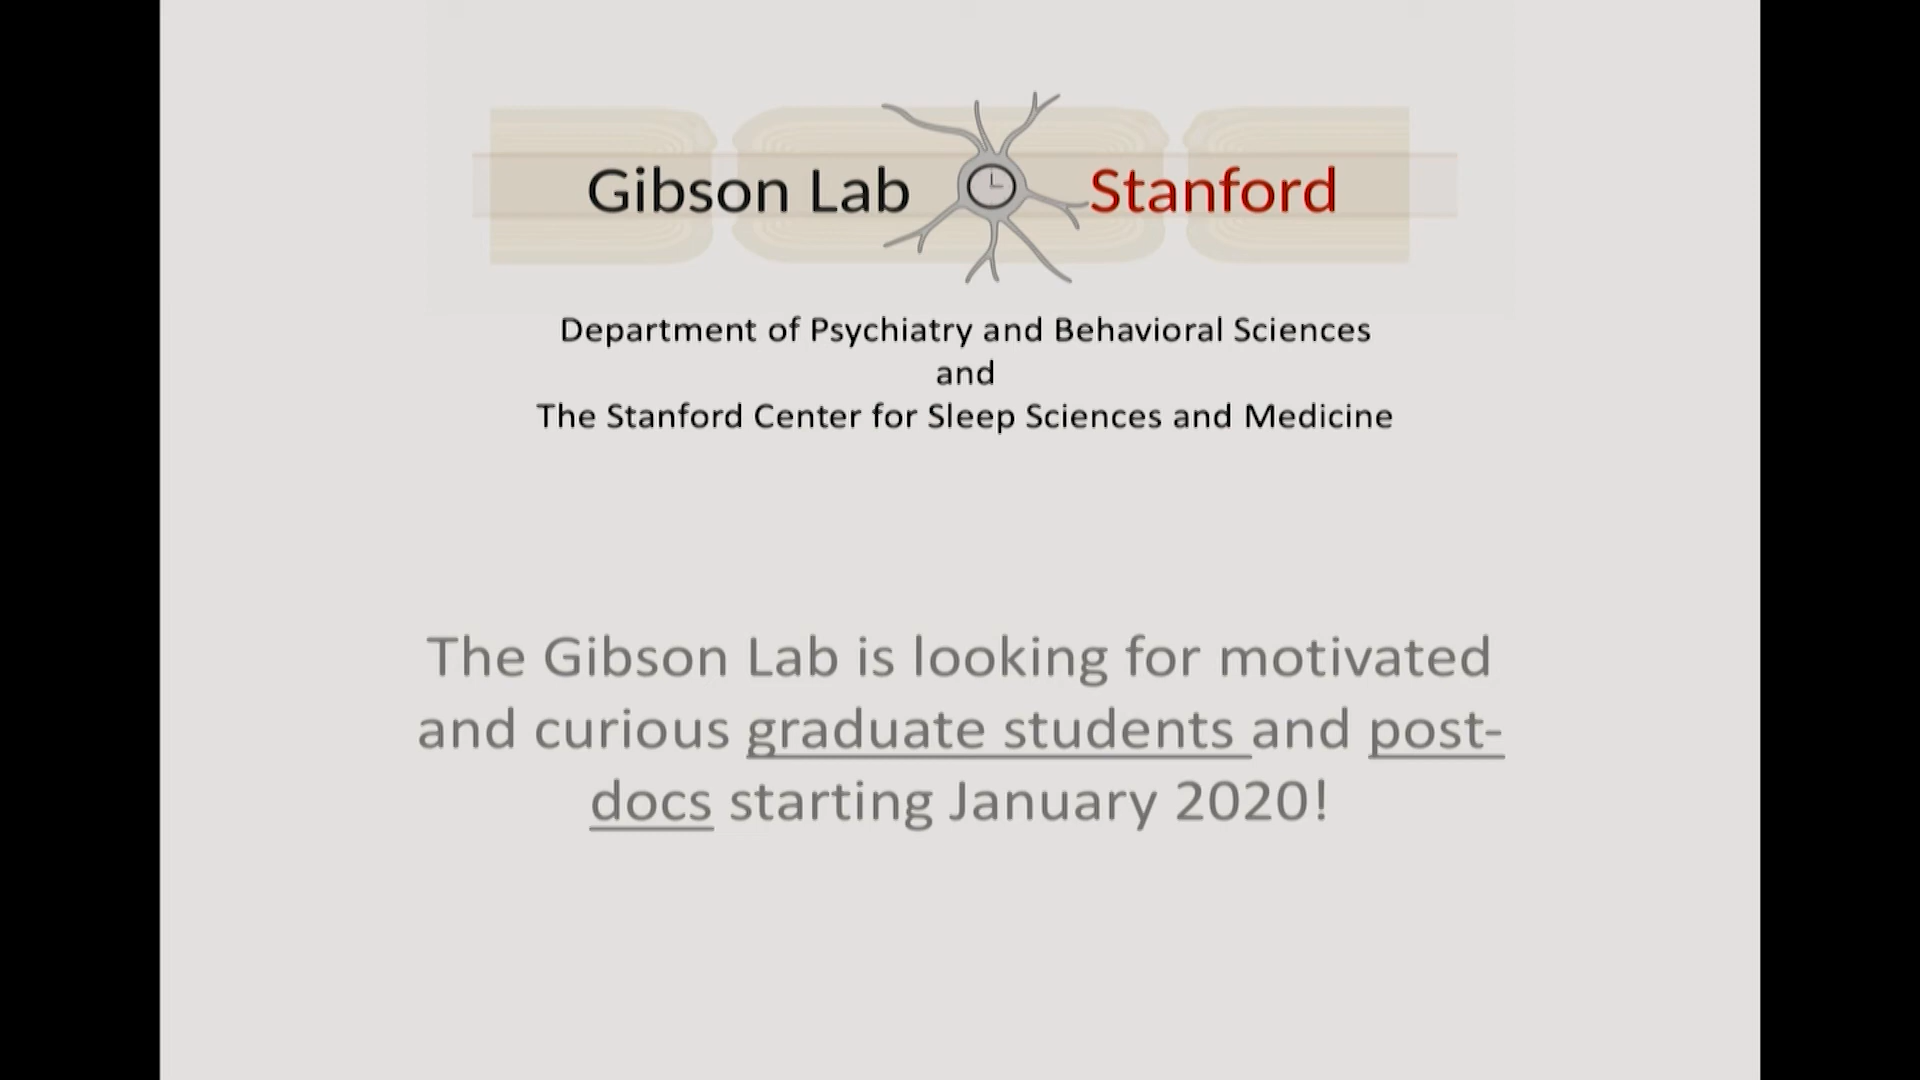 Gibson Lab Stanford
Department of Psychiatry and Behavioral Sciences
and
The Stanford Center for Sleep Sciences and Medicine
The Gibson Lab is looking for motivated
and curious graduate students and post-
docs starting January 2020!